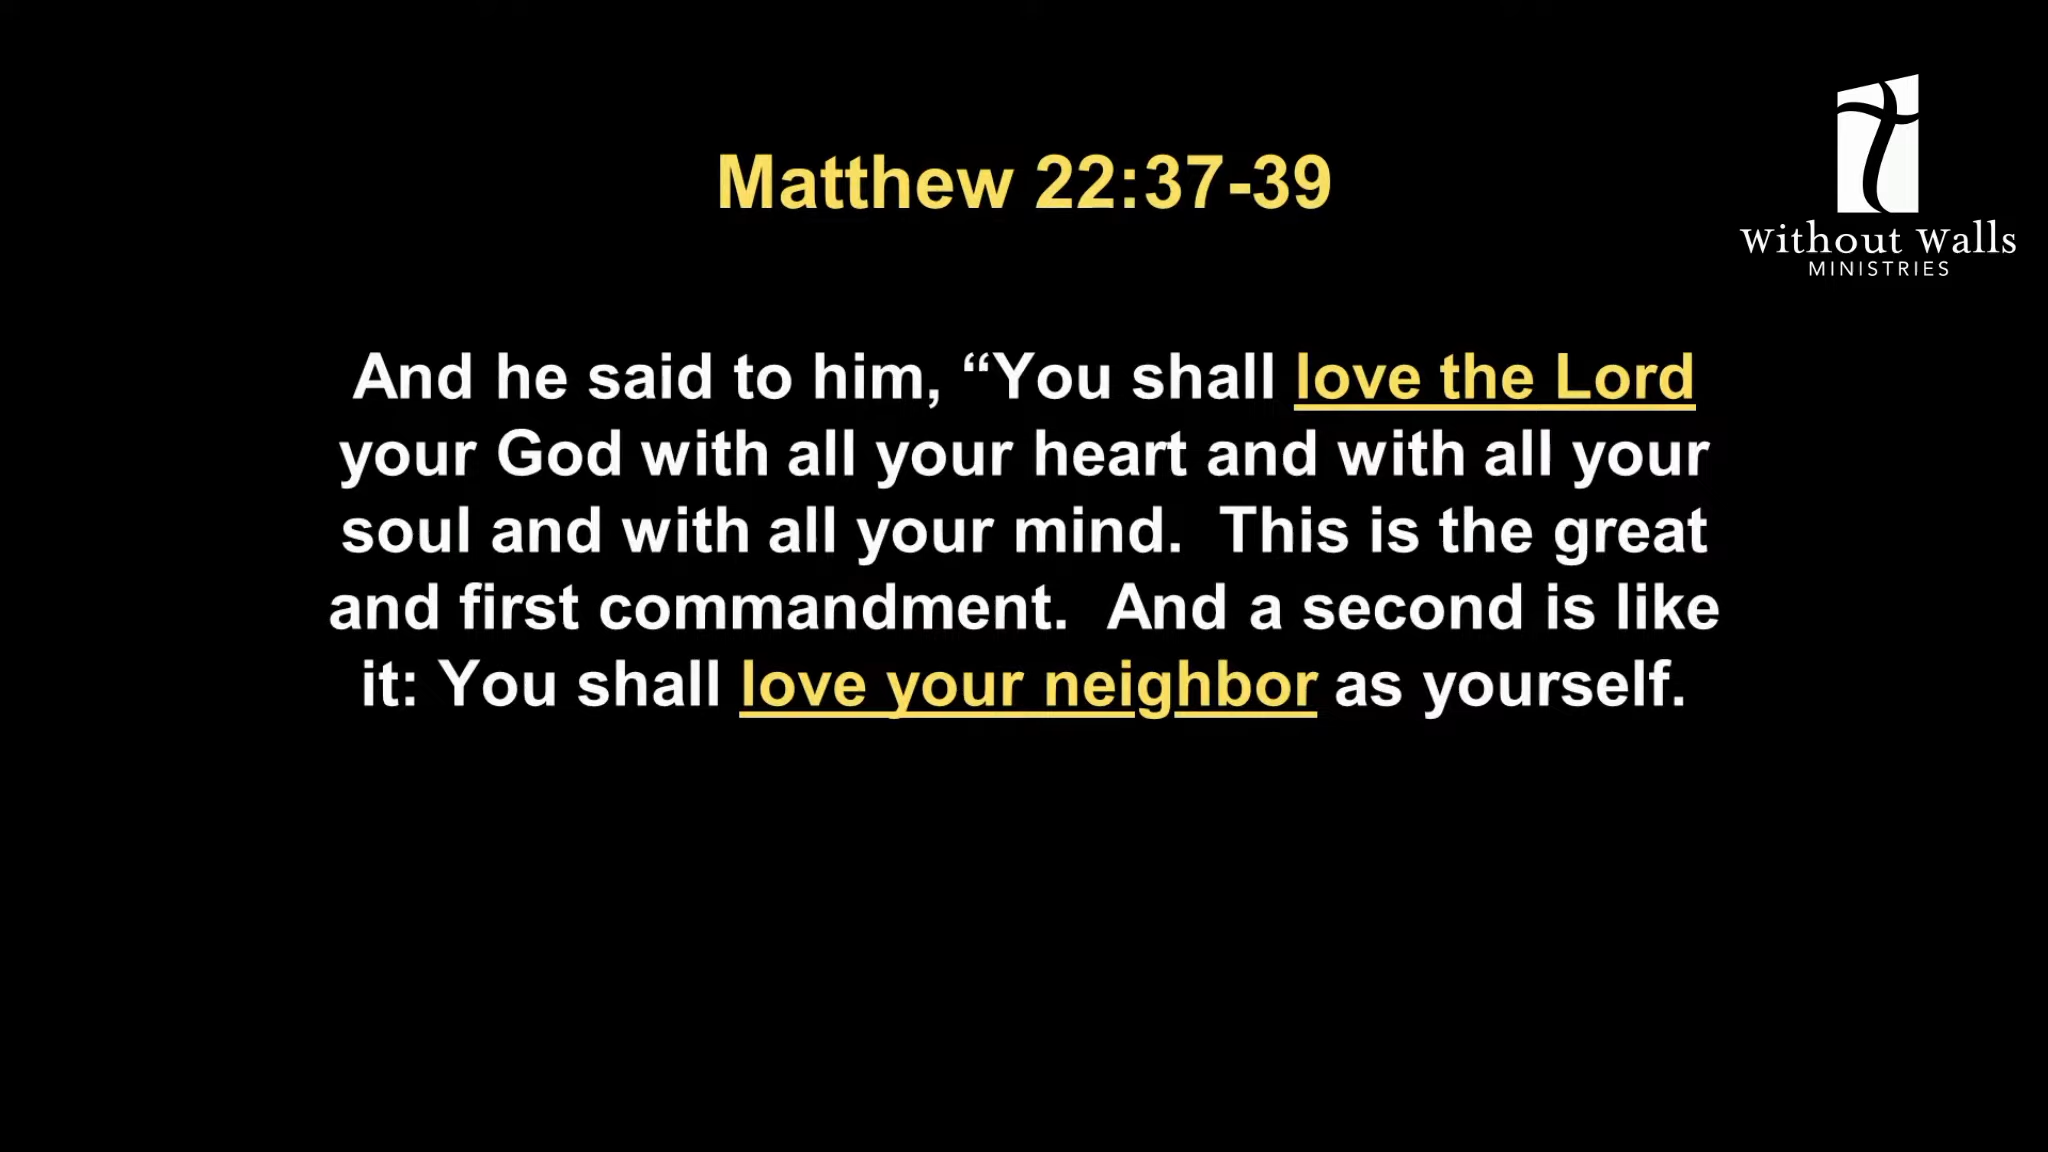 Matthew 22:37-39
without walls
MINISTRIES
And he said to him, “You shall love the Lord
your God with all your heart and with all your
soul and with all your mind.  This is the great
and first commandment.  And a second is like
it: You shall love your neighbor as yourself.